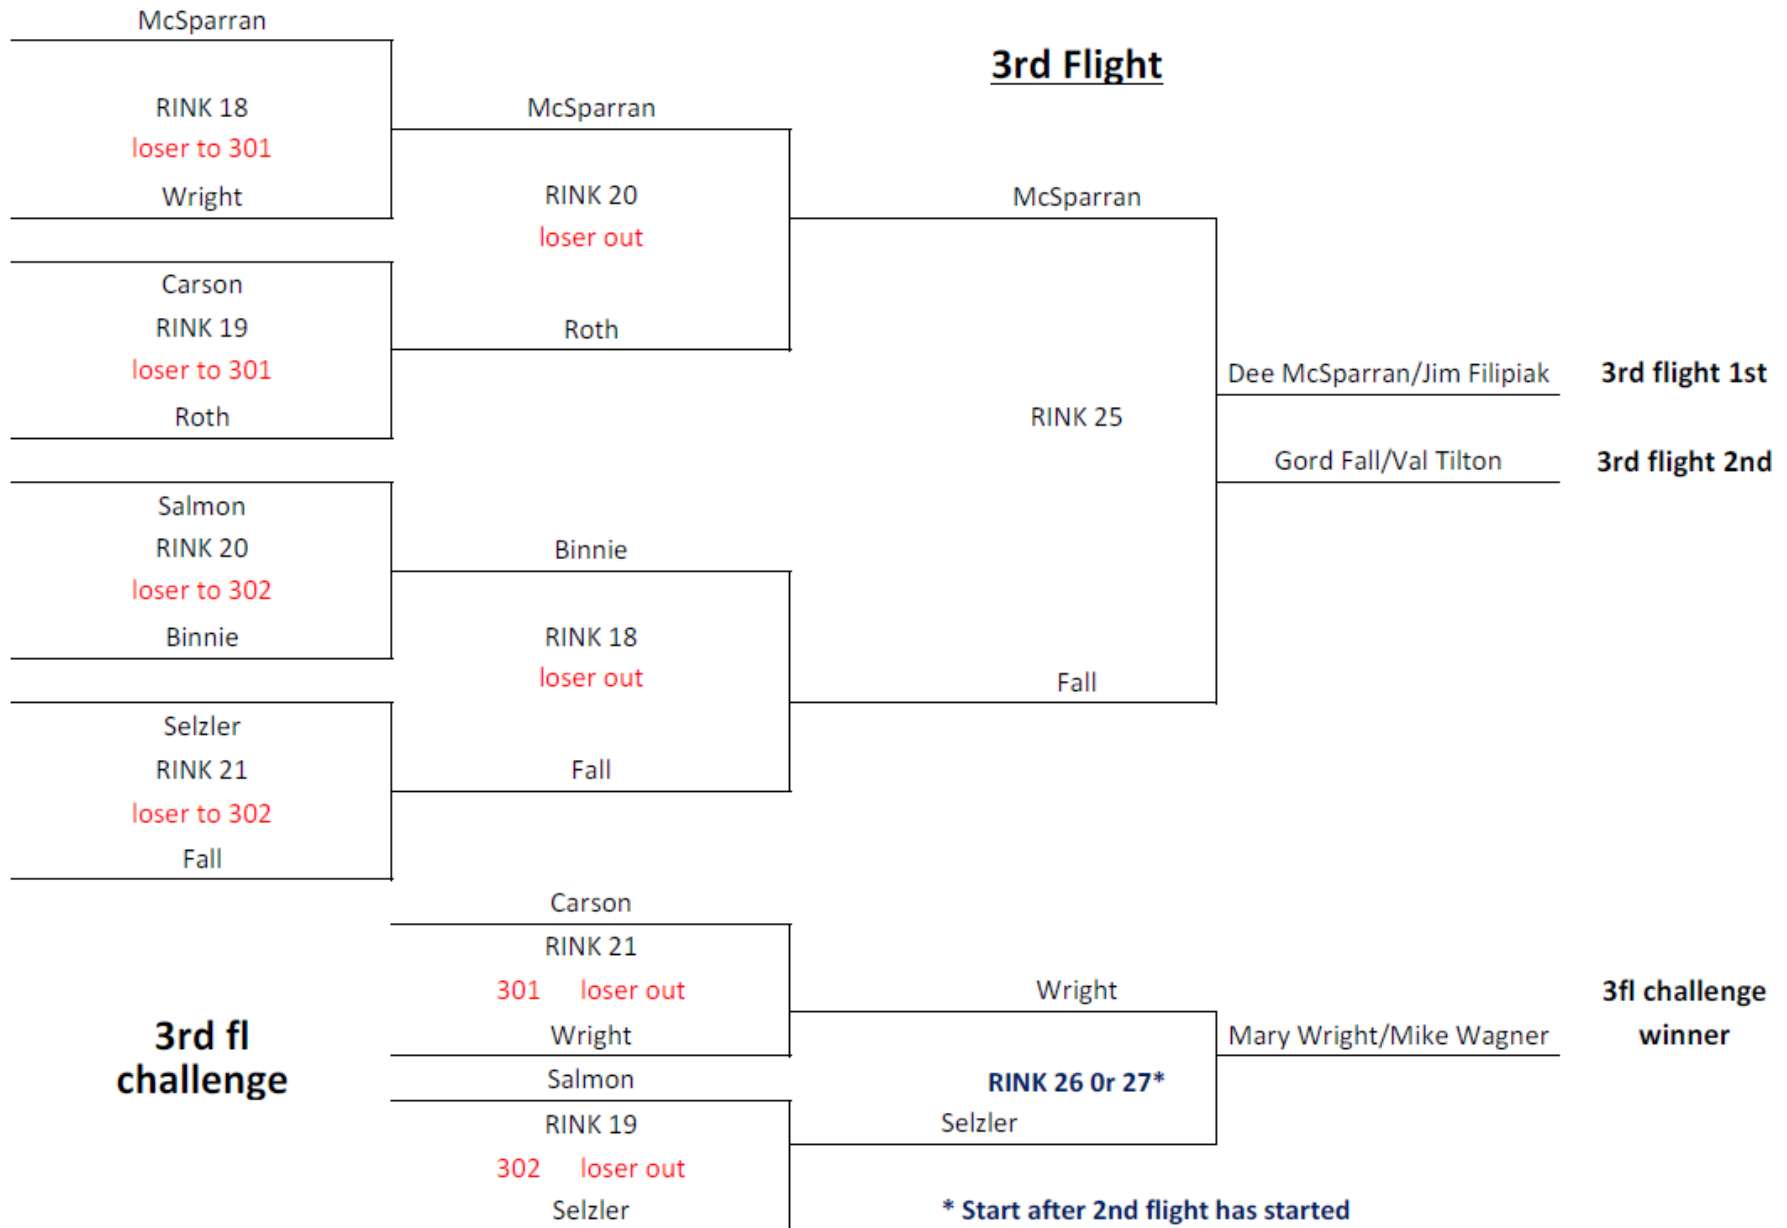 McSparran
3rd Flight
RINK 18
McSparran
loser to 301
Wright
RINK 20
McSparran
loser out
Carson
RINK 19
Roth
loser to 301
Dee McSparran/Jim Filipiak
3rd flight 1st
Roth
RINK 25
Gord Fall/Val Tilton
3rd flight 2nd
Salmon
RINK 20
Binnie
loser to 302
Binnie
RINK 18
loser out
Fall
Selzler
RINK 21
Fall
loser to 302
Fall
Carson
RINK 21
301 loser out
Wright
3fl challenge
winner
3rd fl
challenge
Wright
Mary Wright/Mike Wagner
Salmon
RINK 26 0r 27*
RINK 19
Selzler
302 loser out
Selzler
* Start after 2nd flight has started